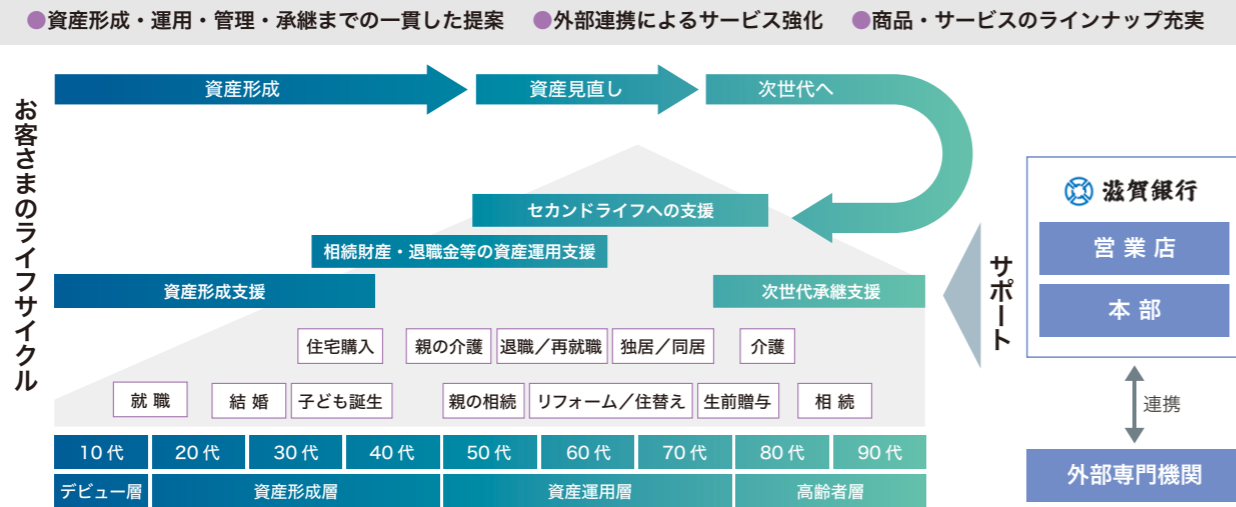 ●資産形成・運用・管理・承継までの一貫した提案 ●外部連携によるサービス強化 ●商品・サービスのラインナップ充実
お客さまのライフサイクル
資産形成
資産見直し
次世代へ
セカンドライフへの支援
相続財産・退職金等の資産運用支援
資産形成支援
次世代承継支援
住宅購入
親の介護
退職／再就職
独居／同居
介護
就職
結婚
子ども誕生
親の相続
リフォーム／住替え
生前贈与
相続
10代
20代
30代
40代
50代
60代
70代
80代
90代
デビュー層
資産形成層
資産運用層
高齢者層
サポート
滋賀銀行
営業店
本部
連携
外部専門機関